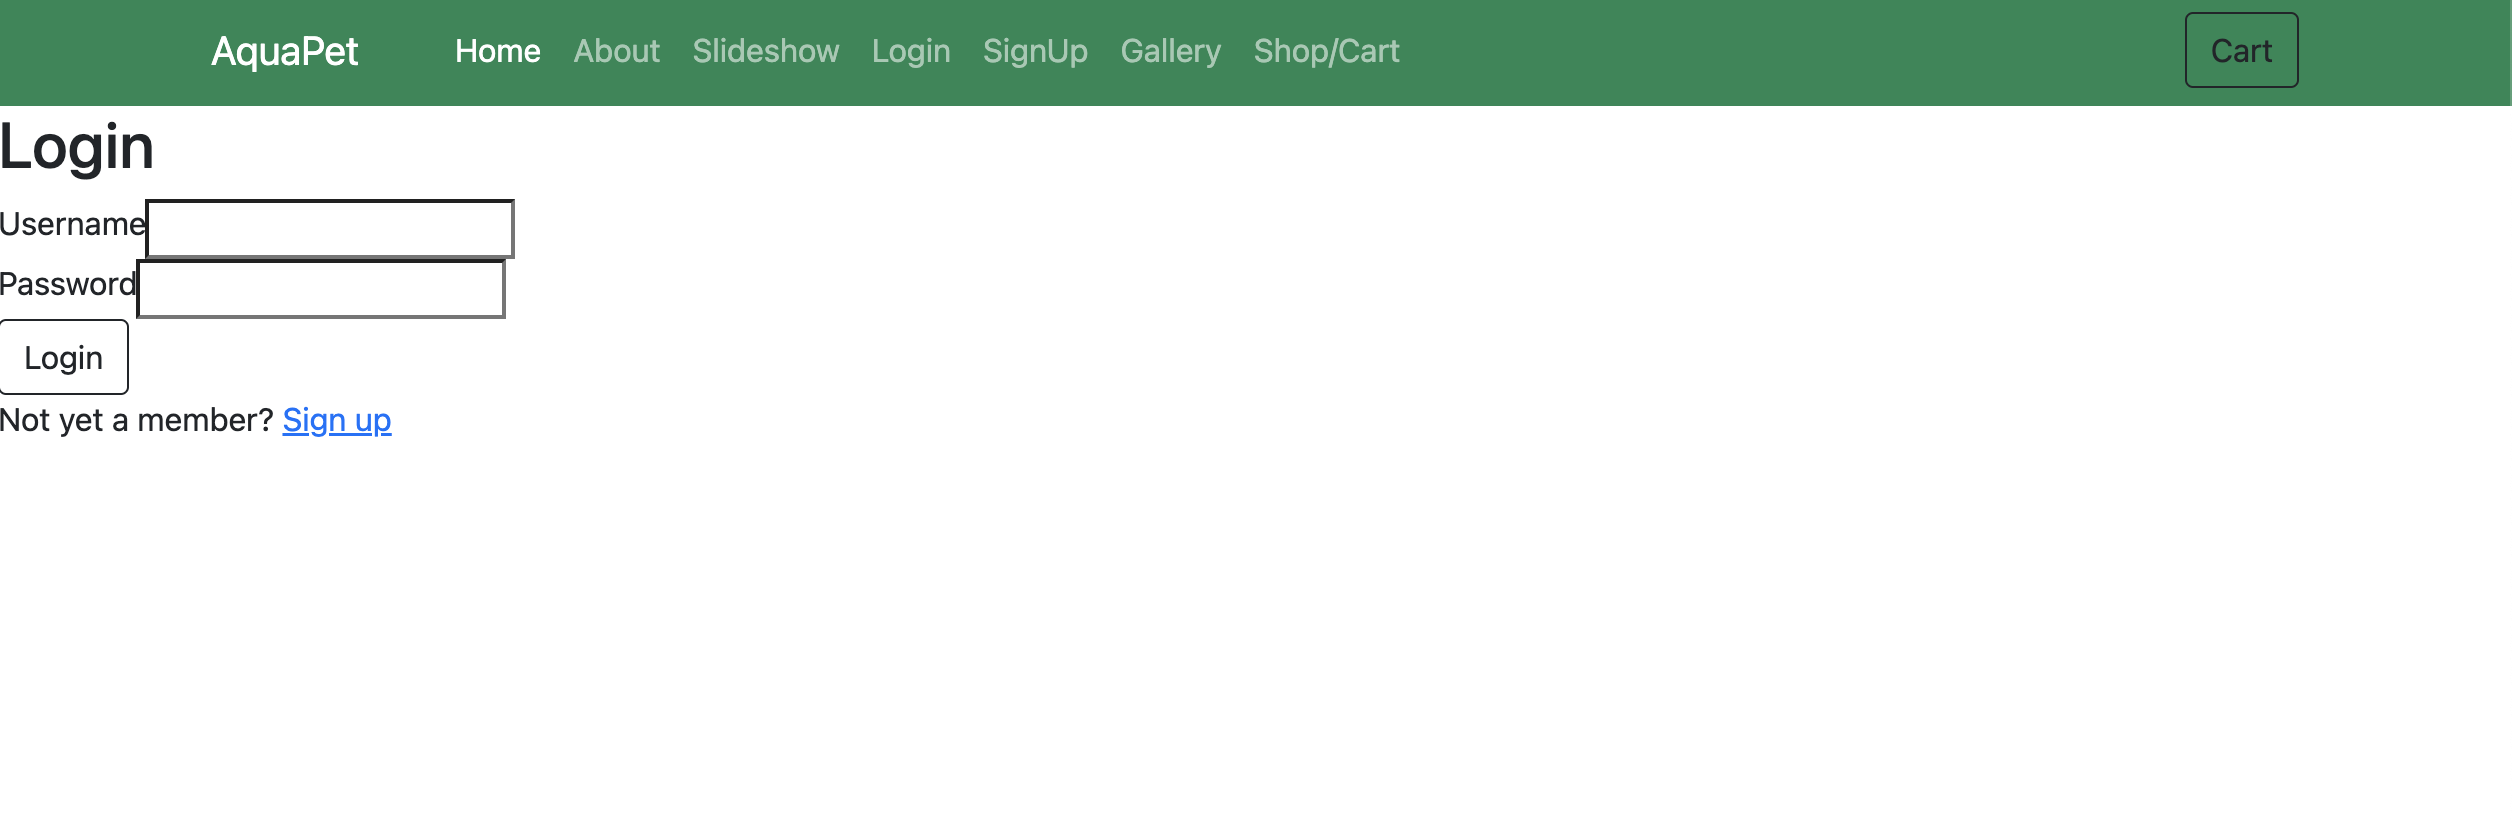 AquaPet Home About Slideshow Login SignUp Gallery Shop/Cart Cart
Login
Username
Password
Login
Not yet a member? Sign up